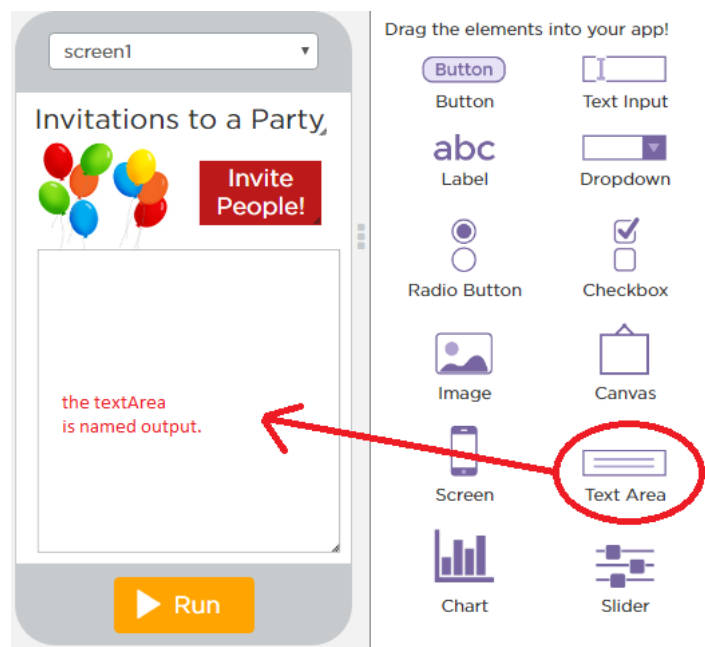 screen1
Invitations to a Party
Invite
People!
the textArea
is named output.
Run
Drag the elements into your app!
Button
Button
Text Input
abc
Label
Dropdown
Radio Button
Checkbox
Image
Canvas
Screen
Text Area
Chart
Slider